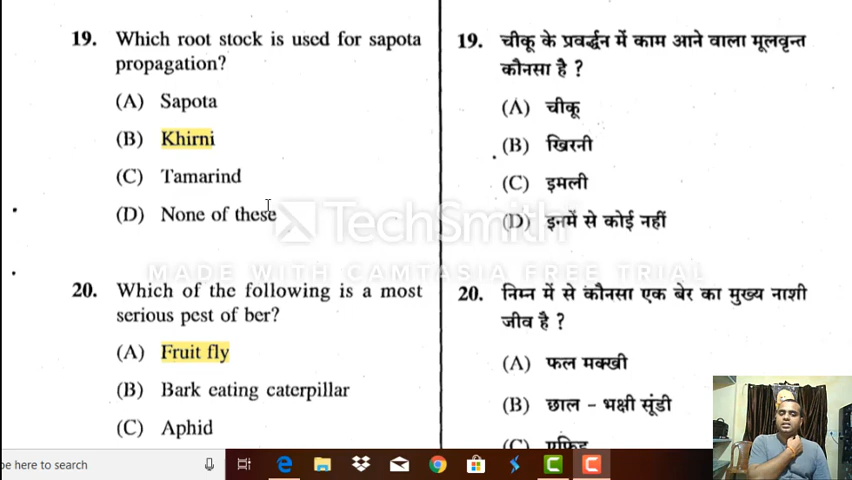 19. Which root stock is used for sapota
propagation?
(A) Sapota
(B) Khirni
(C) Tamarind
(D) None of these
20. Which of the following is a most
serious pest of ber?
(A) Fruit fly
(B) Bark eating caterpillar
(C) Aphid
19. चीकू के प्रवर्द्धन में काम आने वाला मूलवृन्त
कौनसा है ?
(A) चीकू
(B) खिरनी
(C) इमली
(D) इनमें से कोई नहीं
20. निम्न में से कौनसा एक बेर का मुख्य नाशी
जीव है ?
(A) फल मक्खी
(B) छाल - भक्षी सूंडी
(C) एफिड
TechSmith
MADE WITH CAMTASIA FREE TRIAL
pe here to search